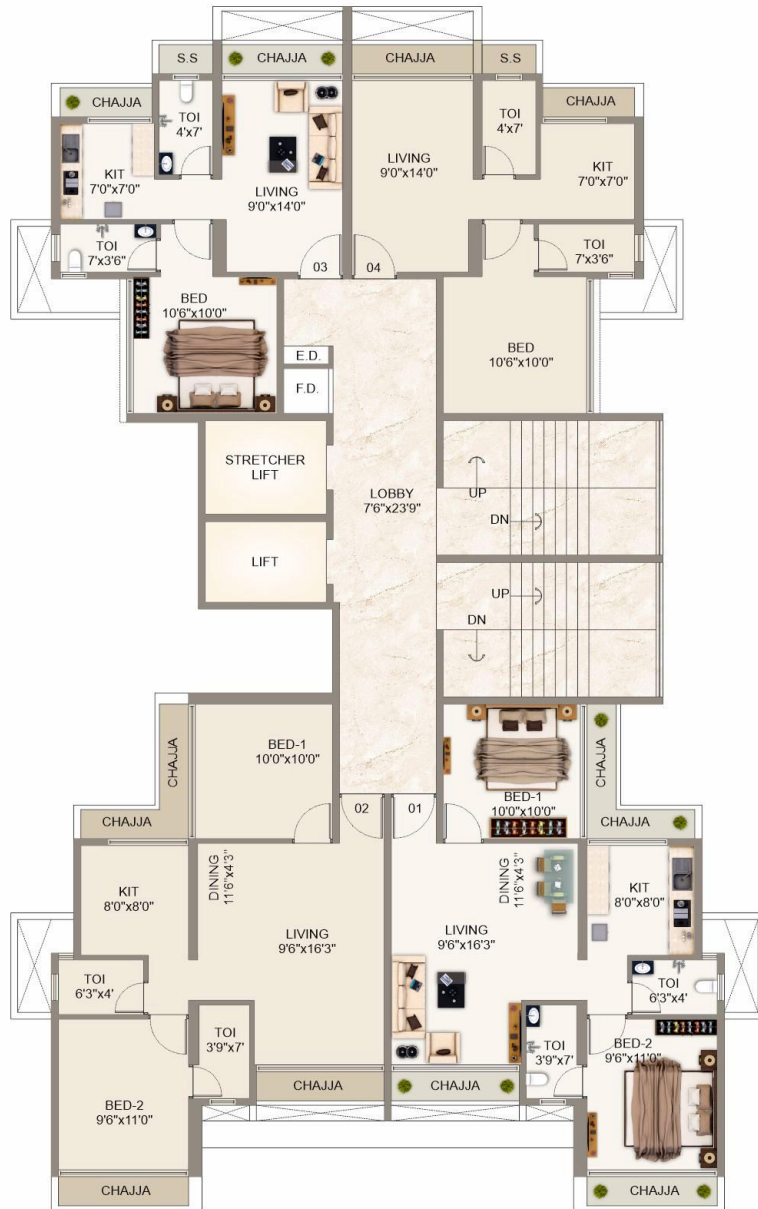 S.S
CHAJJA
CHAJJA
S.S
CHAJJA
CHAJJA
TOI
4'x7'
TOI
4'x7'
KIT
7'0"x7'0"
LIVING
9'0"x14'0"
LIVING
9'0"x14'0"
KIT
7'0"x7'0"
TOI
7'x3'6"
TOI
7'x3'6"
03
04
BED
10'6"x10'0"
BED
10'6"x10'0"
E.D.
F.D.
STRETCHER
LIFT
LOBBY
7'6"x23'9"
UP
DN
LIFT
UP
DN
CHAJJA
BED-1
10'0"x10'0"
CHAJJA
BED-1
10'0"x10'0"
CHAJJA
02
01
CHAJJA
KIT
8'0"x8'0"
DINING
11'6"x4'3"
LIVING
9'6"x16'3"
DINING
11'6"x4'3"
LIVING
9'6"x16'3"
KIT
8'0"x8'0"
TOI
6'3"x4'
TOI
6'3"x4'
TOI
3'9"x7'
TOI
3'9"x7'
BED-2
9'6"x11'0"
CHAJJA
CHAJJA
BED-2
9'6"x11'0"
CHAJJA
CHAJJA